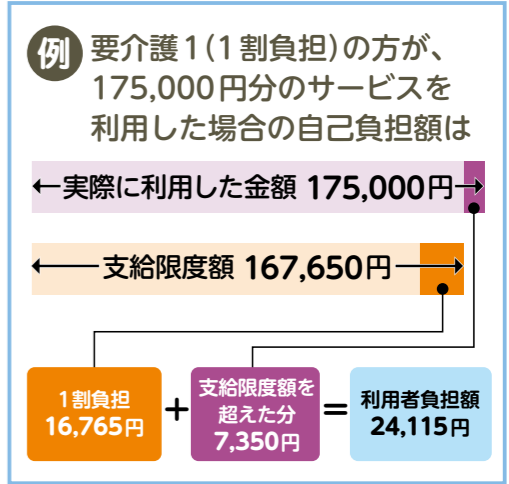 例 要介護1(1割負担)の方が、
175,000円分のサービスを
利用した場合の自己負担額は
実際に利用した金額 175,000円
支給限度額 167,650円
1割負担
16,765円
+
支給限度額を
超えた分
7,350円
=
利用者負担額
24,115円